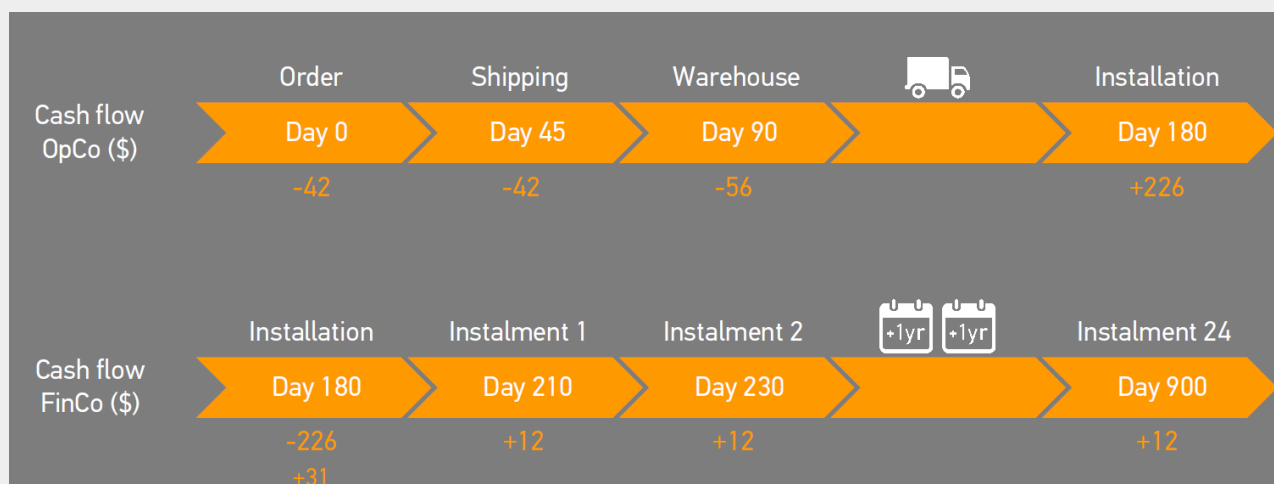 Order
Shipping
Warehouse
Installation
Cash flow
OpCo ($)
Day 0
Day 45
Day 90
Day 180
-42
-42
-56
+226
Installation
Instalment 1
Instalment 2
+1yr
+1yr
Instalment 24
Cash flow
FinCo ($)
Day 180
Day 210
Day 230
Day 900
-226
+12
+12
+12
+31